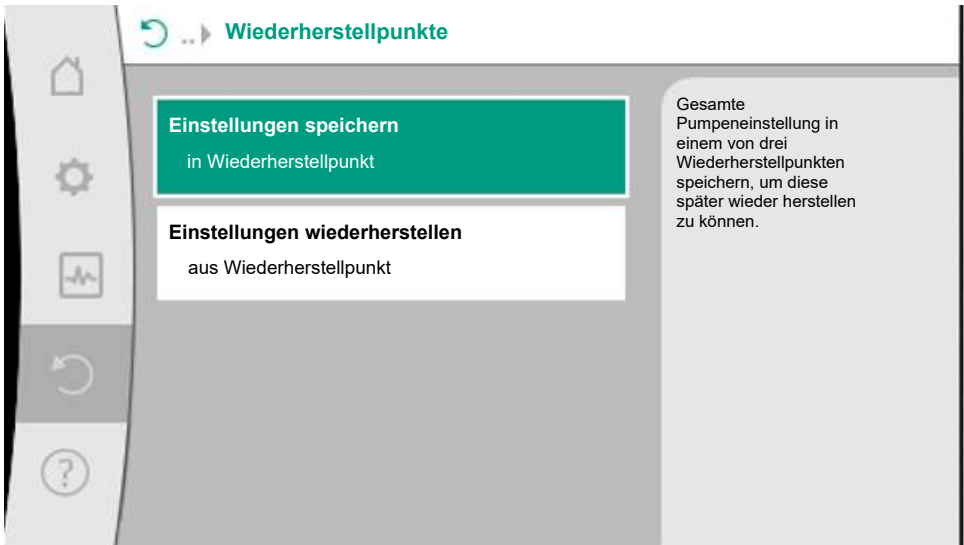 .. Wiederherstellpunkte
Einstellungen speichern
in Wiederherstellpunkt
Einstellungen wiederherstellen
aus Wiederherstellpunkt
Gesamte
Pumpeneinstellung in
einem von drei
Wiederherstellpunkten
speichern, um diese
später wieder herstellen
zu können.
?